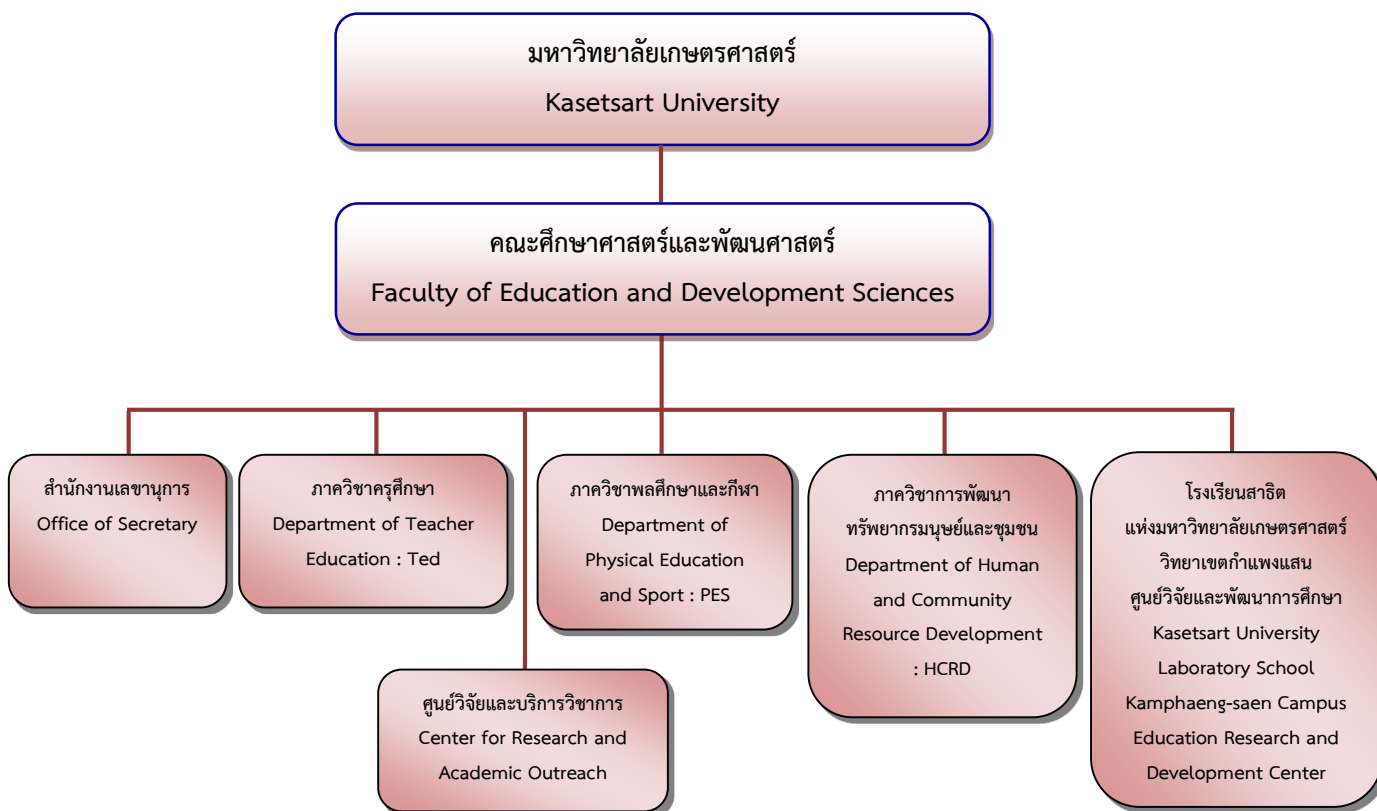 มหาวิทยาลัยเกษตรศาสตร์
Kasetsart University
คณะศึกษาศาสตร์และพัฒนศาสตร์
Faculty of Education and Development Sciences
สำนักงานเลขานุการ
Office of Secretary
ภาควิชาครุศึกษา
Department of Teacher
Education : Ted
ภาควิชาพลศึกษาและกีฬา
Department of
Physical Education
and Sport : PES
ภาควิชาการพัฒนา
ทรัพยากรมนุษย์และชุมชน
Department of Human
and Community
Resource Development
: HCRD
โรงเรียนสาธิต
แห่งมหาวิทยาลัยเกษตรศาสตร์
วิทยาเขตกำแพงแสน
ศูนย์วิจัยและพัฒนาการศึกษา
Kasetsart University
Laboratory School
Kamphaeng-saen Campus
Education Research and
Development Center
ศูนย์วิจัยและบริการวิชาการ
Center for Research and
Academic Outreach